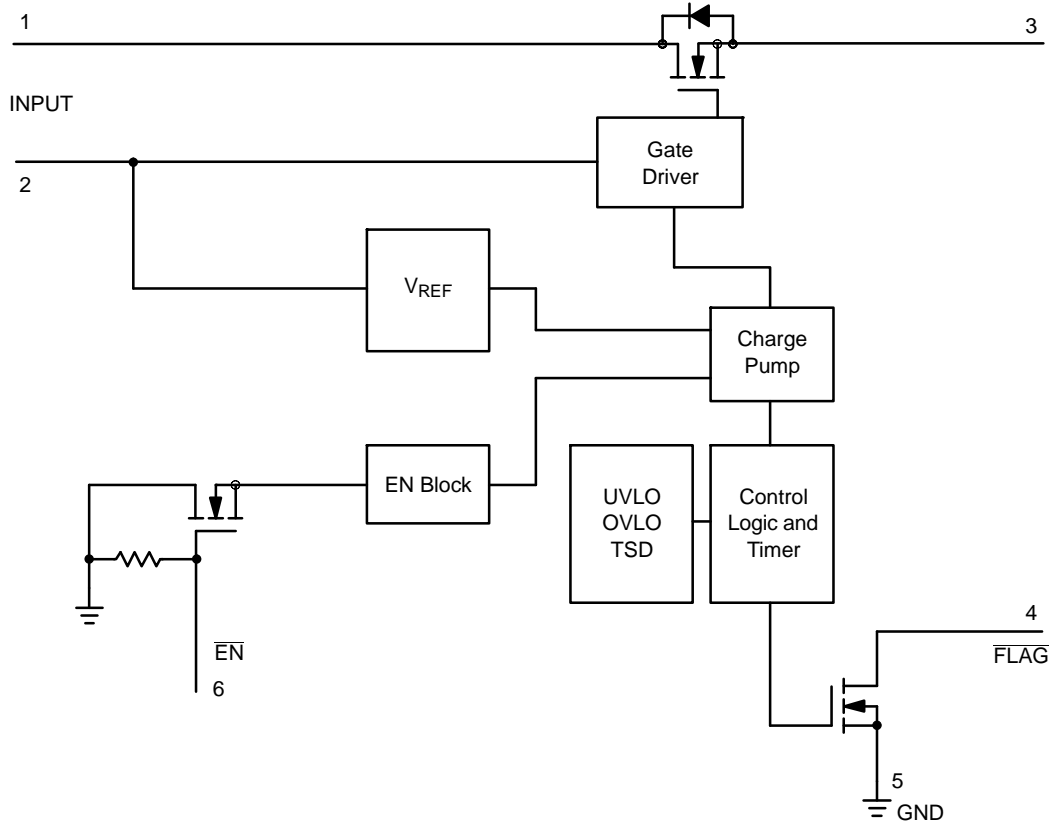 1
3
INPUT
2
Gate
Driver
VREF
Charge
Pump
EN Block
UVLO
OVLO
TSD
Control
Logic and
Timer
EN
6
4
FLAG
5
GND